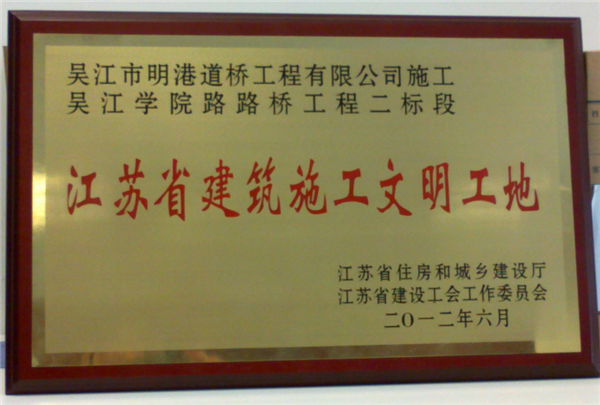 吴江市明港道桥工程有限公司施工
吴江学院路路桥工程二标段
江苏省建筑施工文明工地
江苏省住房和城乡建设厅
江苏省建设工会工作委员会
二〇一二年六月